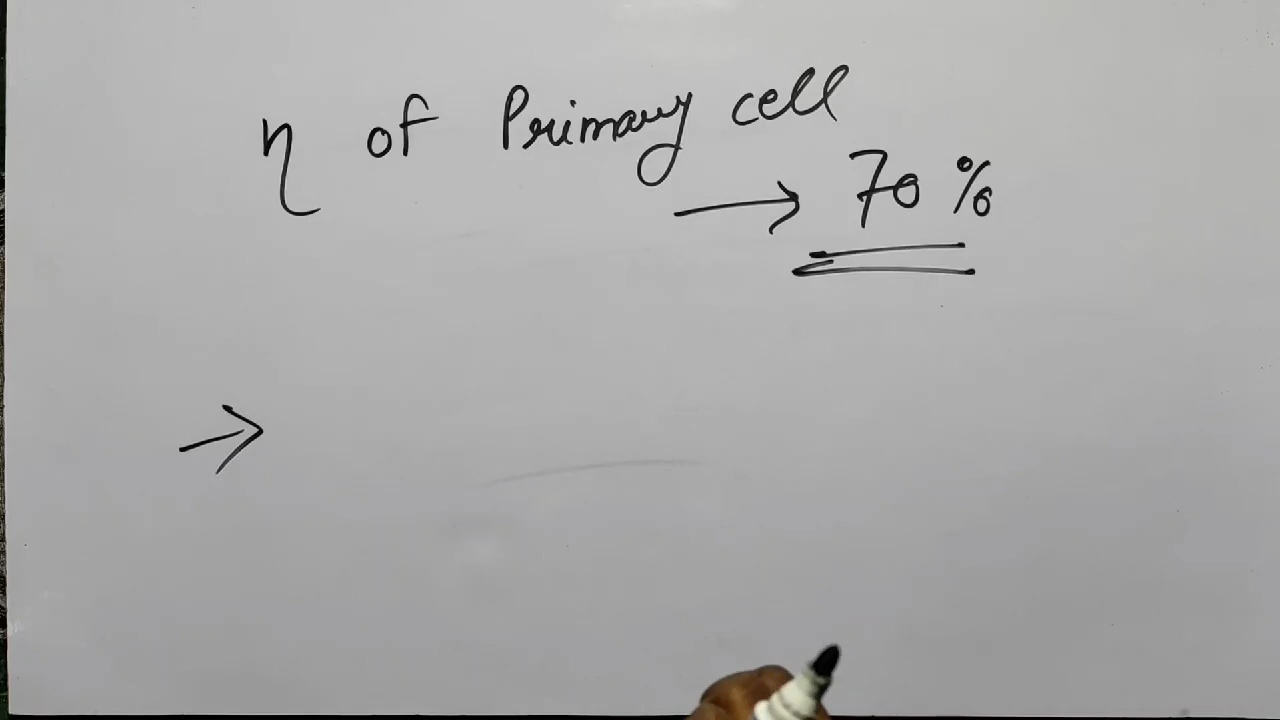 η of Primary cell
→ 70%
→